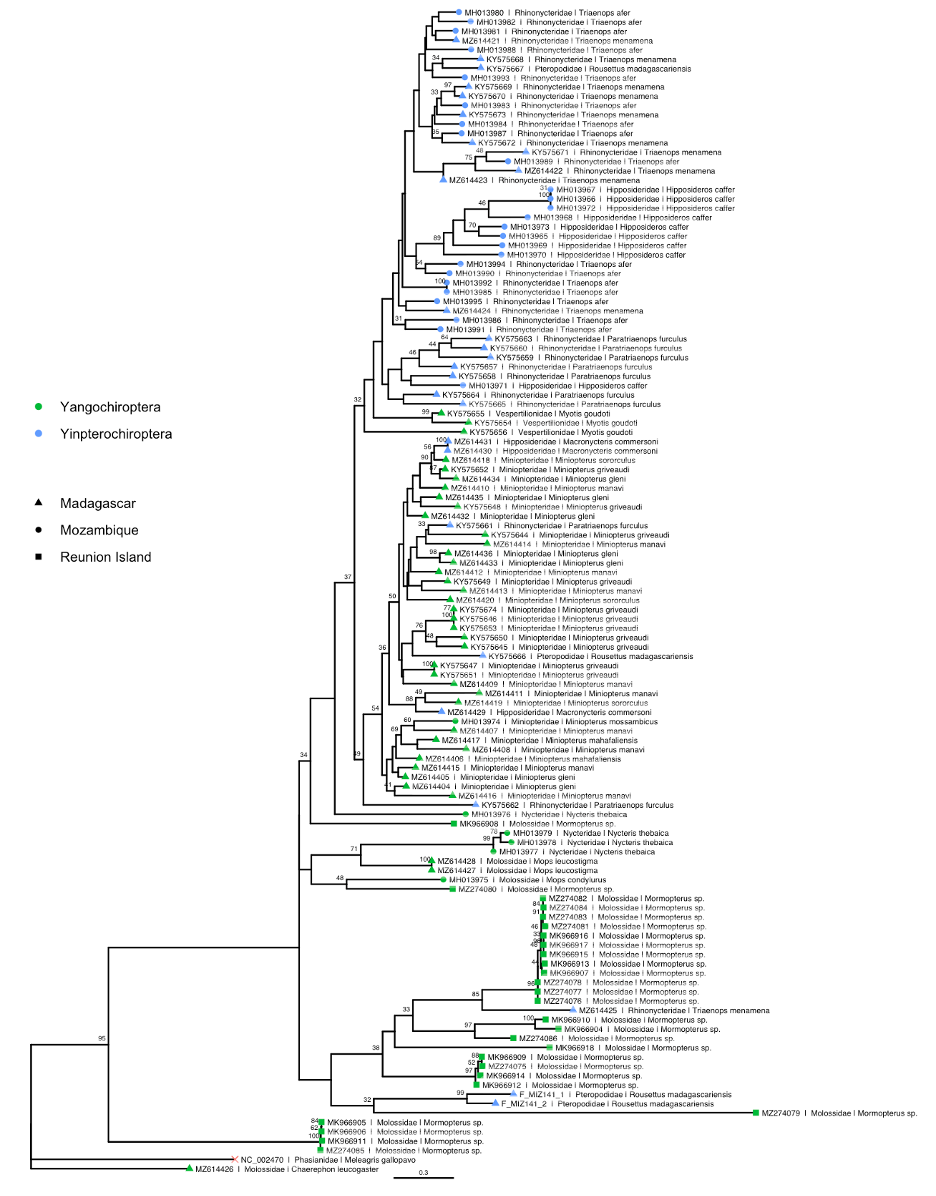 MH013980 | Rhinonycteridae | Triaenops afer
MH013982 | Rhinonycteridae | Triaenops afer
MH013981 | Rhinonycteridae | Triaenops afer
MZ614421 | Rhinonycteridae | Triaenops menamena
MH013988 | Rhinonycteridae | Triaenops afer
34
KY575668 | Rhinonycteridae | Triaenops menamena
KY575667 | Pteropodidae | Rousettus madagascariensis
MH013993 | Rhinonycteridae | Triaenops afer
97
KY575669 | Rhinonycteridae | Triaenops menamena
33
KY575670 | Rhinonycteridae | Triaenops menamena
MH013983 | Rhinonycteridae | Triaenops afer
KY575673 | Rhinonycteridae | Triaenops menamena
MH013984 | Rhinonycteridae | Triaenops afer
35
MH013987 | Rhinonycteridae | Triaenops afer
KY575672 | Rhinonycteridae | Triaenops menamena
48
KY575671 | Rhinonycteridae | Triaenops menamena
75
MH013989 | Rhinonycteridae | Triaenops afer
MZ614422 | Rhinonycteridae | Triaenops menamena
MZ614423 | Rhinonycteridae | Triaenops menamena
31
MH013967 | Hipposideridae | Hipposideros caffer
100
MH013966 | Hipposideridae | Hipposideros caffer
46
MH013972 | Hipposideridae | Hipposideros caffer
MH013968 | Hipposideridae | Hipposideros caffer
70
MH013973 | Hipposideridae | Hipposideros caffer
89
MH013965 | Hipposideridae | Hipposideros caffer
MH013969 | Hipposideridae | Hipposideros caffer
MH013970 | Hipposideridae | Hipposideros caffer
54
MH013994 | Rhinonycteridae | Triaenops afer
MH013990 | Rhinonycteridae | Triaenops afer
100
MH013992 | Rhinonycteridae | Triaenops afer
MH013985 | Rhinonycteridae | Triaenops afer
MH013995 | Rhinonycteridae | Triaenops afer
MZ614424 | Rhinonycteridae | Triaenops menamena
31
MH013986 | Rhinonycteridae | Triaenops afer
MH013991 | Rhinonycteridae | Triaenops afer
64
KY575663 | Rhinonycteridae | Paratriaenops furculus
44
KY575660 | Rhinonycteridae | Paratriaenops furculus
46
KY575659 | Rhinonycteridae | Paratriaenops furculus
KY575657 | Rhinonycteridae | Paratriaenops furculus
KY575658 | Rhinonycteridae | Paratriaenops furculus
MH013971 | Hipposideridae | Hipposideros caffer
KY575664 | Rhinonycteridae | Paratriaenops furculus
32
KY575665 | Rhinonycteridae | Paratriaenops furculus
99
KY575655 | Vespertilionidae | Myotis goudoti
KY575654 | Vespertilionidae | Myotis goudoti
KY575656 | Vespertilionidae | Myotis goudoti
Yangochiroptera
Yinpterochiroptera
Madagascar
Mozambique
Reunion Island
100
MZ614431 | Hipposideridae | Macronycteris commersoni
56
MZ614430 | Hipposideridae | Macronycteris commersoni
90
MZ614418 | Miniopteridae | Miniopterus sororculus
KY575652 | Miniopteridae | Miniopterus griveaudi
MZ614434 | Miniopteridae | Miniopterus gleni
MZ614410 | Miniopteridae | Miniopterus manavi
MZ614435 | Miniopteridae | Miniopterus gleni
KY575648 | Miniopteridae | Miniopterus griveaudi
MZ614432 | Miniopteridae | Miniopterus gleni
33
KY575661 | Rhinonycteridae | Paratriaenops furculus
KY575644 | Miniopteridae | Miniopterus griveaudi
MZ614414 | Miniopteridae | Miniopterus manavi
98
MZ614436 | Miniopteridae | Miniopterus gleni
MZ614433 | Miniopteridae | Miniopterus gleni
MZ614412 | Miniopteridae | Miniopterus manavi
37
KY575649 | Miniopteridae | Miniopterus griveaudi
MZ614413 | Miniopteridae | Miniopterus manavi
50
MZ614420 | Miniopteridae | Miniopterus sororculus
77
KY575674 | Miniopteridae | Miniopterus griveaudi
100
KY575646 | Miniopteridae | Miniopterus griveaudi
76
KY575653 | Miniopteridae | Miniopterus griveaudi
48
KY575650 | Miniopteridae | Miniopterus griveaudi
36
KY575645 | Miniopteridae | Miniopterus griveaudi
KY575666 | Pteropodidae | Rousettus madagascariensis
100
KY575647 | Miniopteridae | Miniopterus griveaudi
KY575651 | Miniopteridae | Miniopterus griveaudi
MZ614409 | Miniopteridae | Miniopterus manavi
49
MZ614411 | Miniopteridae | Miniopterus manavi
88
MZ614419 | Miniopteridae | Miniopterus sororculus
54
MZ614429 | Hipposideridae | Macronycteris commersoni
60
MH013974 | Miniopteridae | Miniopterus mossambicus
69
MZ614407 | Miniopteridae | Miniopterus manavi
MZ614417 | Miniopteridae | Miniopterus mahafaliensis
MZ614408 | Miniopteridae | Miniopterus manavi
34
49
MZ614406 | Miniopteridae | Miniopterus mahafaliensis
MZ614415 | Miniopteridae | Miniopterus manavi
MZ614405 | Miniopteridae | Miniopterus gleni
41
MZ614404 | Miniopteridae | Miniopterus gleni
MZ614416 | Miniopteridae | Miniopterus manavi
KY575662 | Rhinonycteridae | Paratriaenops furculus
MH013976 | Nycteridae | Nycteris thebaica
MK966908 | Molossidae | Mormopterus sp.
78
MH013979 | Nycteridae | Nycteris thebaica
99
MH013978 | Nycteridae | Nycteris thebaica
71
MH013977 | Nycteridae | Nycteris thebaica
100
MZ614428 | Molossidae | Mops leucostigma
MZ614427 | Molossidae | Mops leucostigma
48
MH013975 | Molossidae | Mops condylurus
MZ274080 | Molossidae | Mormopterus sp.
MZ274082 | Molossidae | Mormopterus sp.
84
MZ274084 | Molossidae | Mormopterus sp.
91
MZ274083 | Molossidae | Mormopterus sp.
46
MZ274081 | Molossidae | Mormopterus sp.
MK966916 | Molossidae | Mormopterus sp.
MK966917 | Molossidae | Mormopterus sp.
MK966915 | Molossidae | Mormopterus sp.
44
MK966913 | Molossidae | Mormopterus sp.
MK966907 | Molossidae | Mormopterus sp.
96
MZ274078 | Molossidae | Mormopterus sp.
85
MZ274077 | Molossidae | Mormopterus sp.
MZ274076 | Molossidae | Mormopterus sp.
33
MZ614425 | Rhinonycteridae | Triaenops menamena
100
MK966910 | Molossidae | Mormopterus sp.
97
MK966904 | Molossidae | Mormopterus sp.
MZ274086 | Molossidae | Mormopterus sp.
95
38
MK966918 | Molossidae | Mormopterus sp.
88
MK966909 | Molossidae | Mormopterus sp.
52
MZ274075 | Molossidae | Mormopterus sp.
97
MK966914 | Molossidae | Mormopterus sp.
MK966912 | Molossidae | Mormopterus sp.
99
F_MIZ141_1 | Pteropodidae | Rousettus madagascariensis
32
F_MIZ141_2 | Pteropodidae | Rousettus madagascariensis
MZ274079 | Molossidae | Mormopterus sp.
84
MK966905 | Molossidae | Mormopterus sp.
62
MK966906 | Molossidae | Mormopterus sp.
100
MK966911 | Molossidae | Mormopterus sp.
MZ274085 | Molossidae | Mormopterus sp.
NC_002470 | Phasianidae | Meleagris gallopavo
MZ614426 | Molossidae | Chaerephon leucogaster
0.3